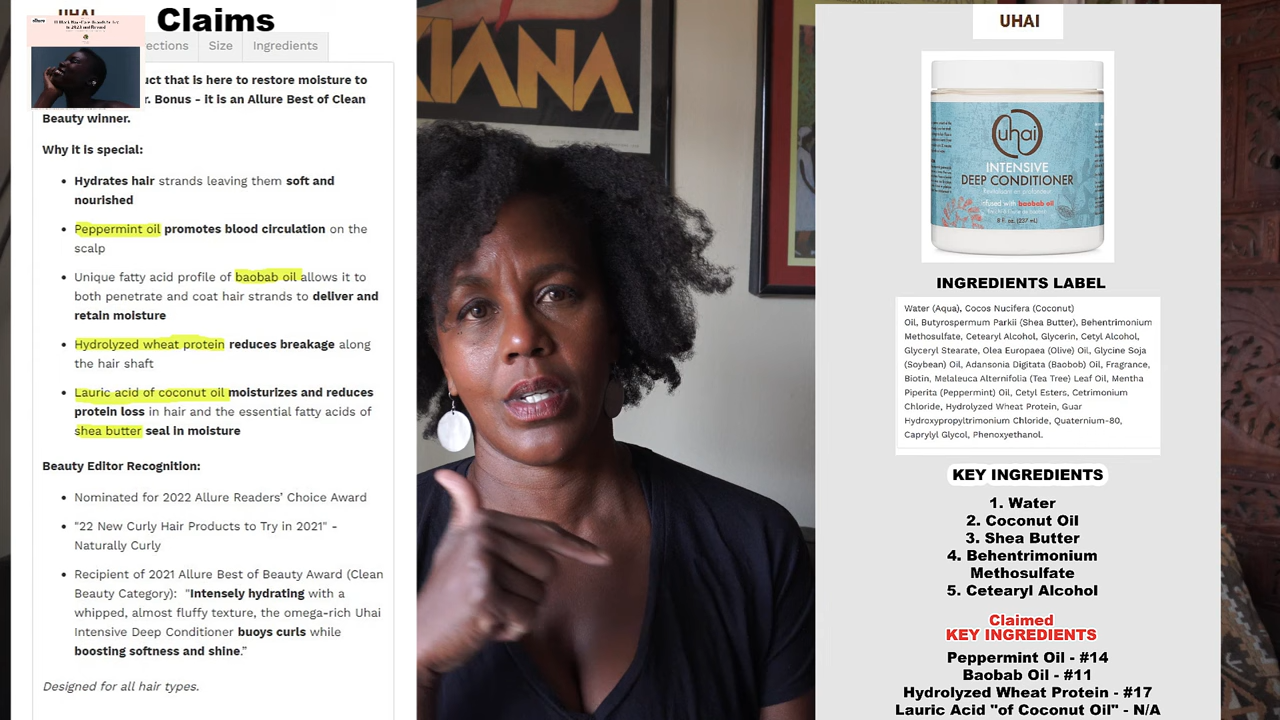 Claims
allure
ections
Size
Ingredients
uct that is here to restore moisture to
r. Bonus - it is an Allure Best of Clean
Beauty winner.
Why it is special:
• Hydrates hair strands leaving them soft and
nourished
• Peppermint oil promotes blood circulation on the
scalp
• Unique fatty acid profile of baobab oil allows it to
both penetrate and coat hair strands to deliver and
retain moisture
• Hydrolyzed wheat protein reduces breakage along
the hair shaft
• Lauric acid of coconut oil moisturizes and reduces
protein loss in hair and the essential fatty acids of
shea butter seal in moisture
Beauty Editor Recognition:
• Nominated for 2022 Allure Readers' Choice Award
• "22 New Curly Hair Products to Try in 2021" -
Naturally Curly
• Recipient of 2021 Allure Best of Beauty Award (Clean
Beauty Category): "Intensely hydrating with a
whipped, almost fluffy texture, the omega-rich Uhai
Intensive Deep Conditioner buoys curls while
boosting softness and shine."
Designed for all hair types.
TANA
UHAI
uhai
INTENSIVE
DEEP CONDITIONER
Revitalisant en profondeur
infused with baobab oil
8 fl. oz. (237 mL)
INGREDIENTS LABEL
Water (Aqua), Cocos Nucifera (Coconut)
Oil, Butyrospermum Parkii (Shea Butter), Behentrimonium
Methosulfate, Cetearyl Alcohol, Glycerin, Cetyl Alcohol,
Glyceryl Stearate, Olea Europaea (Olive) Oil, Glycine Soja
(Soybean) Oil, Adansonia Digitata (Baobob) Oil, Fragrance,
Biotin, Melaleuca Alternifolia (Tea Tree) Leaf Oil, Mentha
Piperita (Peppermint) Oil, Cetyl Esters, Cetrimonium
Chloride, Hydrolyzed Wheat Protein, Guar
Hydroxypropyltrimonium Chloride, Quaternium-80,
Caprylyl Glycol, Phenoxyethanol.
KEY INGREDIENTS
1. Water
2. Coconut Oil
3. Shea Butter
4. Behentrimonium
Methosulfate
5. Cetearyl Alcohol
Claimed
KEY INGREDIENTS
Peppermint Oil - #14
Baobab Oil - #11
Hydrolyzed Wheat Protein - #17
Lauric Acid "of Coconut Oil" - N/A